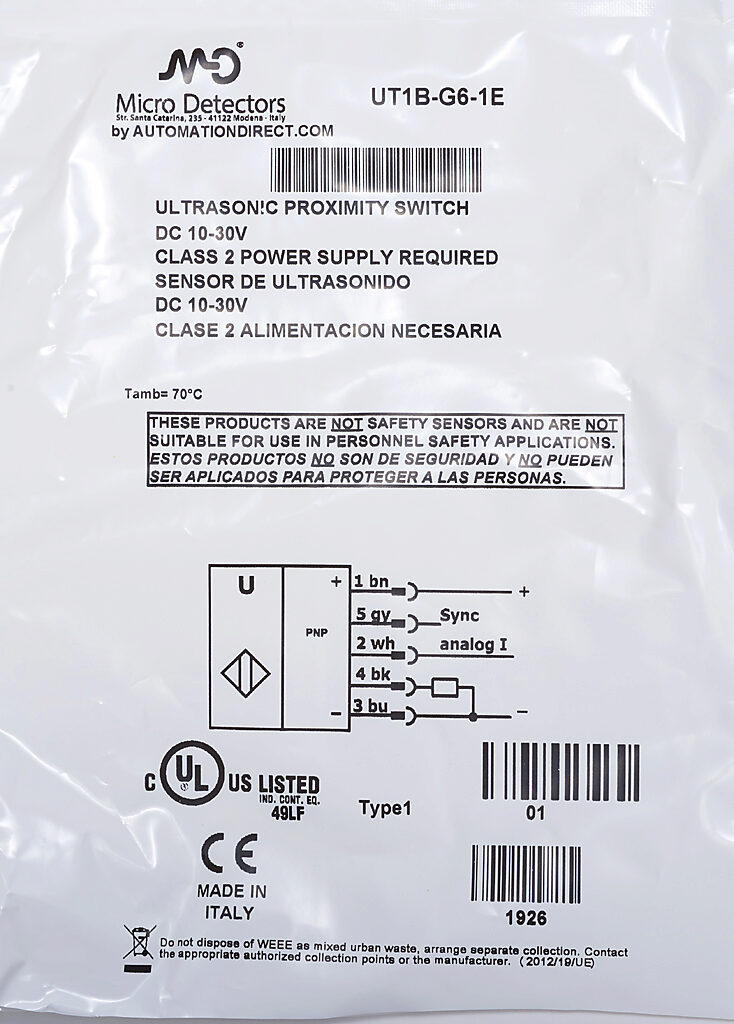 MD®
Micro Detectors
Str. Santa Caterina, 235 - 41122 Modena - Italy
by AUTOMATIONDIRECT.COM
UT1B-G6-1E
ULTRASONIC PROXIMITY SWITCH
DC 10-30V
CLASS 2 POWER SUPPLY REQUIRED
SENSOR DE ULTRASONIDO
DC 10-30V
CLASE 2 ALIMENTACION NECESARIA
Tamb= 70°C
THESE PRODUCTS ARE NOT SAFETY SENSORS AND ARE NOT
SUITABLE FOR USE IN PERSONNEL SAFETY APPLICATIONS.
ESTOS PRODUCTOS NO SON DE SEGURIDAD Y NO PUEDEN
SER APLICADOS PARA PROTEGER A LAS PERSONAS.
U
PNP
+ 1 bn +
5 gy Sync
2 wh analog I
4 bk
- 3 bu -
C UL US LISTED
IND. CONT. EQ.
49LF
Type1
01
CE
MADE IN
ITALY
1926
Do not dispose of WEEE as mixed urban waste, arrange separate collection. Contact
the appropriate authorized collection points or the manufacturer. (2012/19/UE)